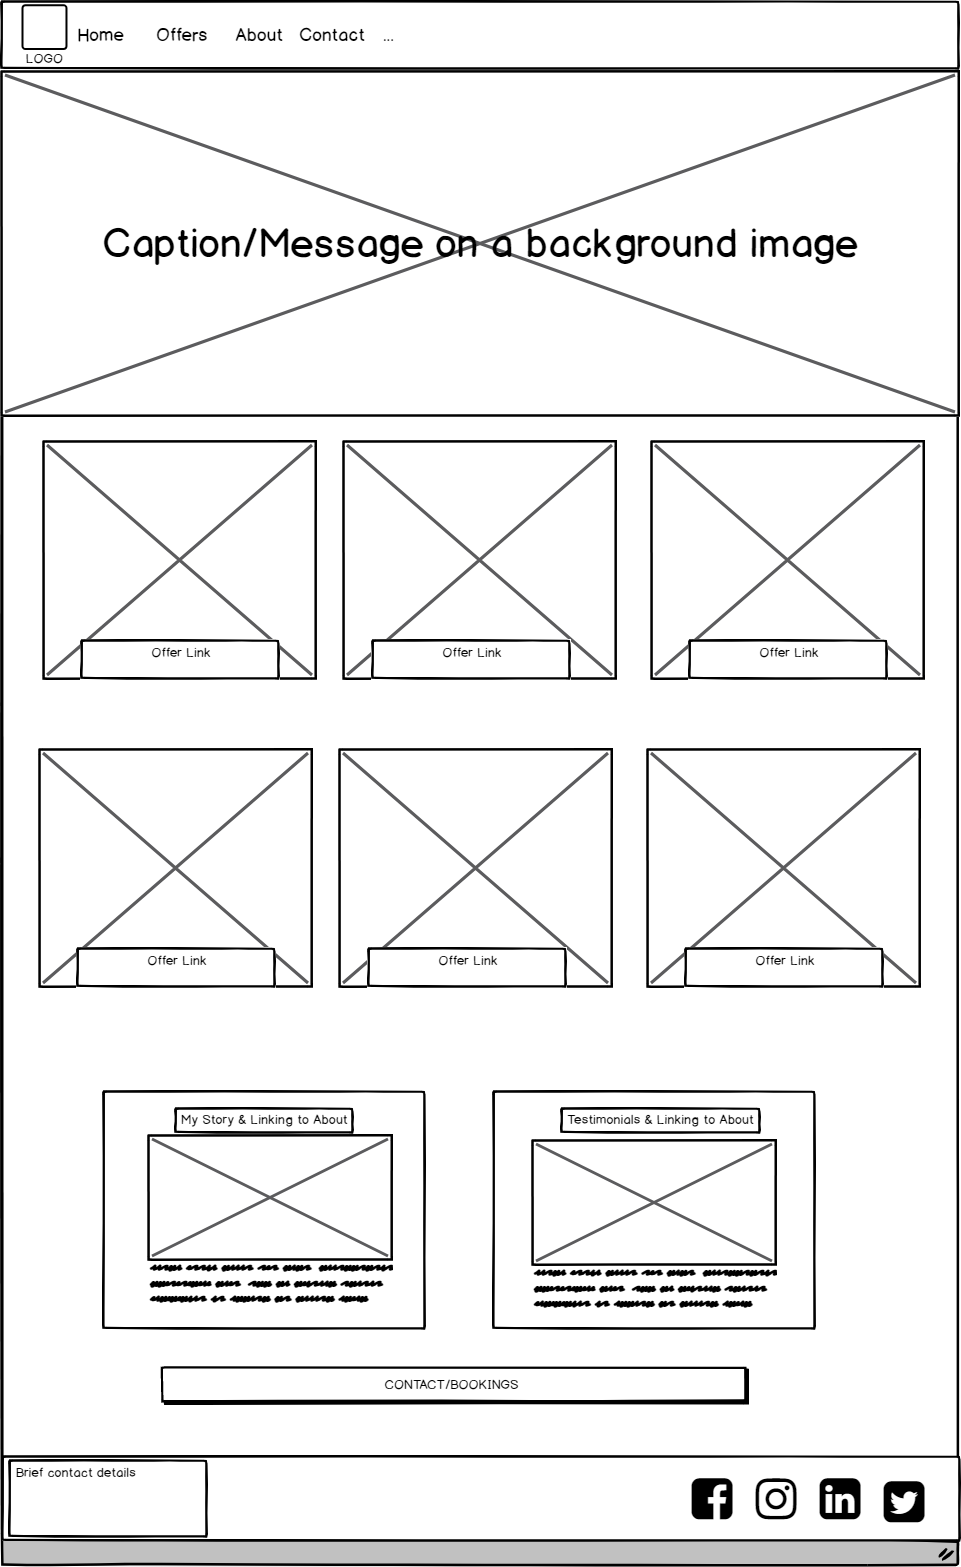 Home Offers About Contact ...
LOGO
Caption/Message on a background image
Offer Link Offer Link Offer Link
Offer Link Offer Link Offer Link
My Story & Linking to About
Testimonials & Linking to About
CONTACT/BOOKINGS
Brief contact details